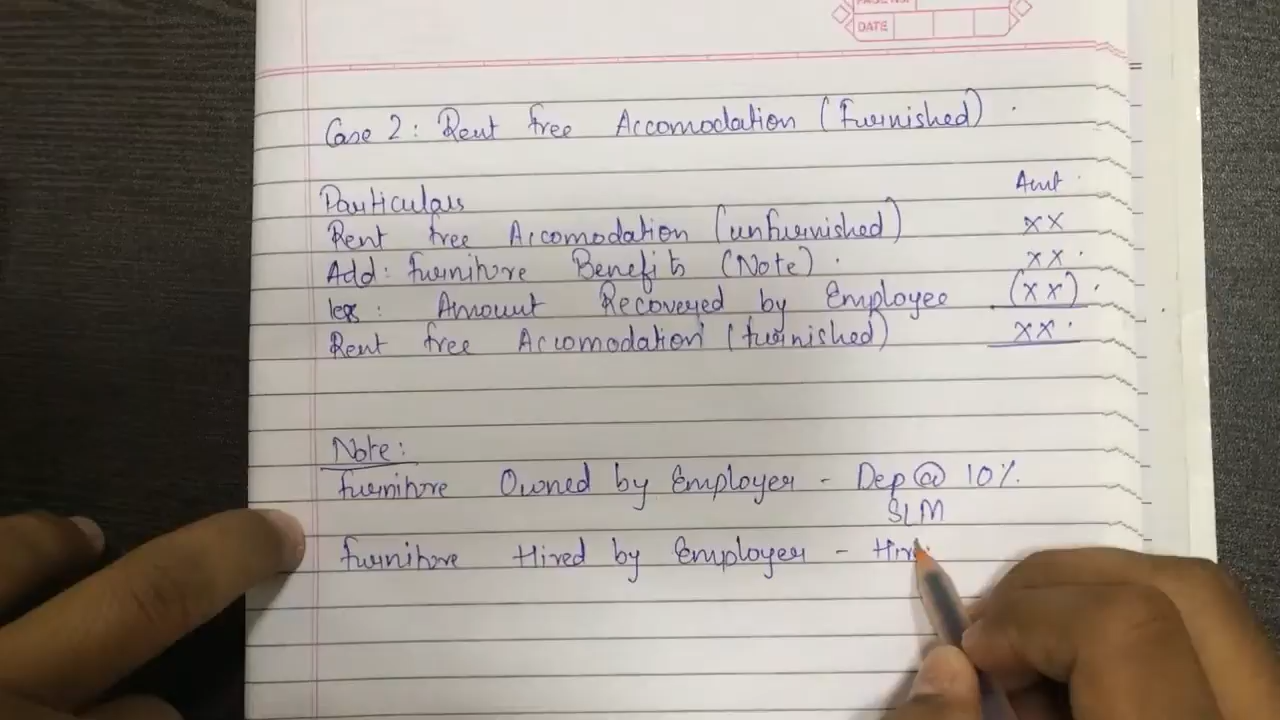 DATE
Case 2: Rent free Accomodation (Furnished)
Particulars Amt
Rent free Accomodation (unfurnished) XX
Add: furniture Benefits (Note) XX
less: Amount Recoveyed by Employee (XX)
Rent free Accomodation (furnished) XX
Note:
furniture Owned by Employer - Dep @ 10%
SLM
furniture Hired by Employer - Hir